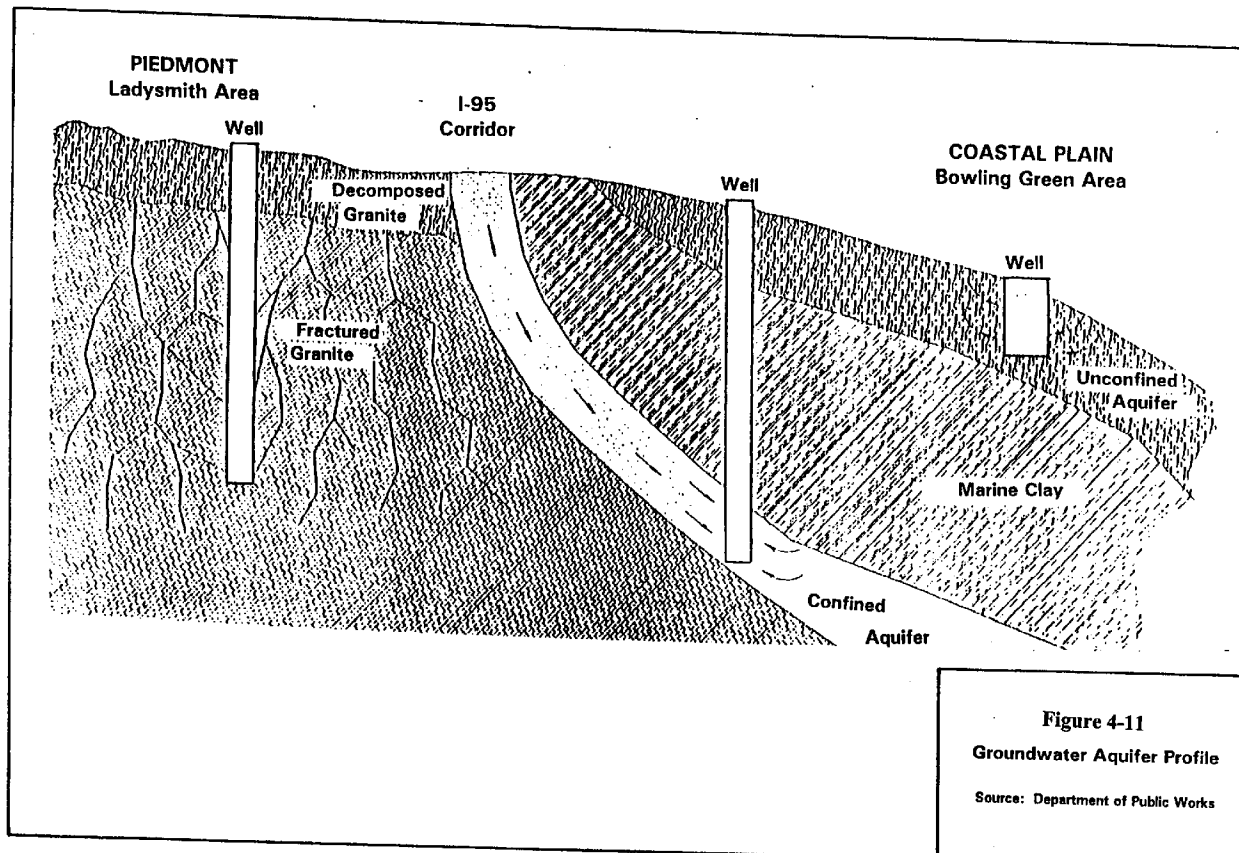 PIEDMONT
Ladysmith Area
Well
I-95
Corridor
COASTAL PLAIN
Bowling Green Area
Well
Well
Decomposed
Granite
Fractured
Granite
Unconfined
Aquifer
Marine Clay
Confined
Aquifer
Figure 4-11
Groundwater Aquifer Profile
Source: Department of Public Works